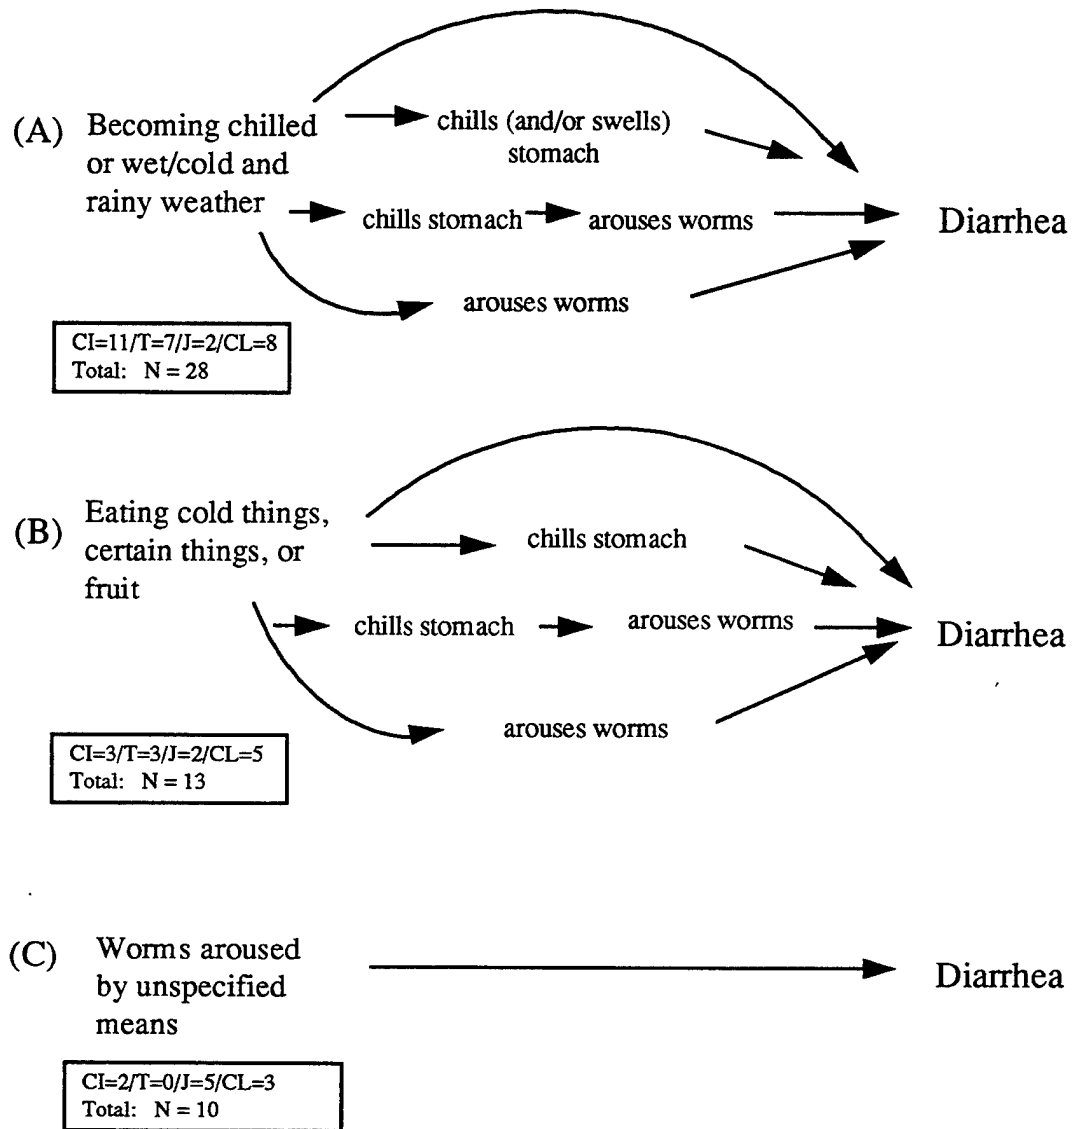 (A) Becoming chilled
or wet/cold and
rainy weather
chills (and/or swells)
stomach
chills stomach
arouses worms
arouses worms
Diarrhea
CI=11/T=7/J=2/CL=8
Total: N = 28
(B) Eating cold things,
certain things, or
fruit
chills stomach
chills stomach
arouses worms
arouses worms
Diarrhea
CI=3/T=3/J=2/CL=5
Total: N = 13
(C) Worms aroused
by unspecified
means
Diarrhea
CI=2/T=0/J=5/CL=3
Total: N = 10